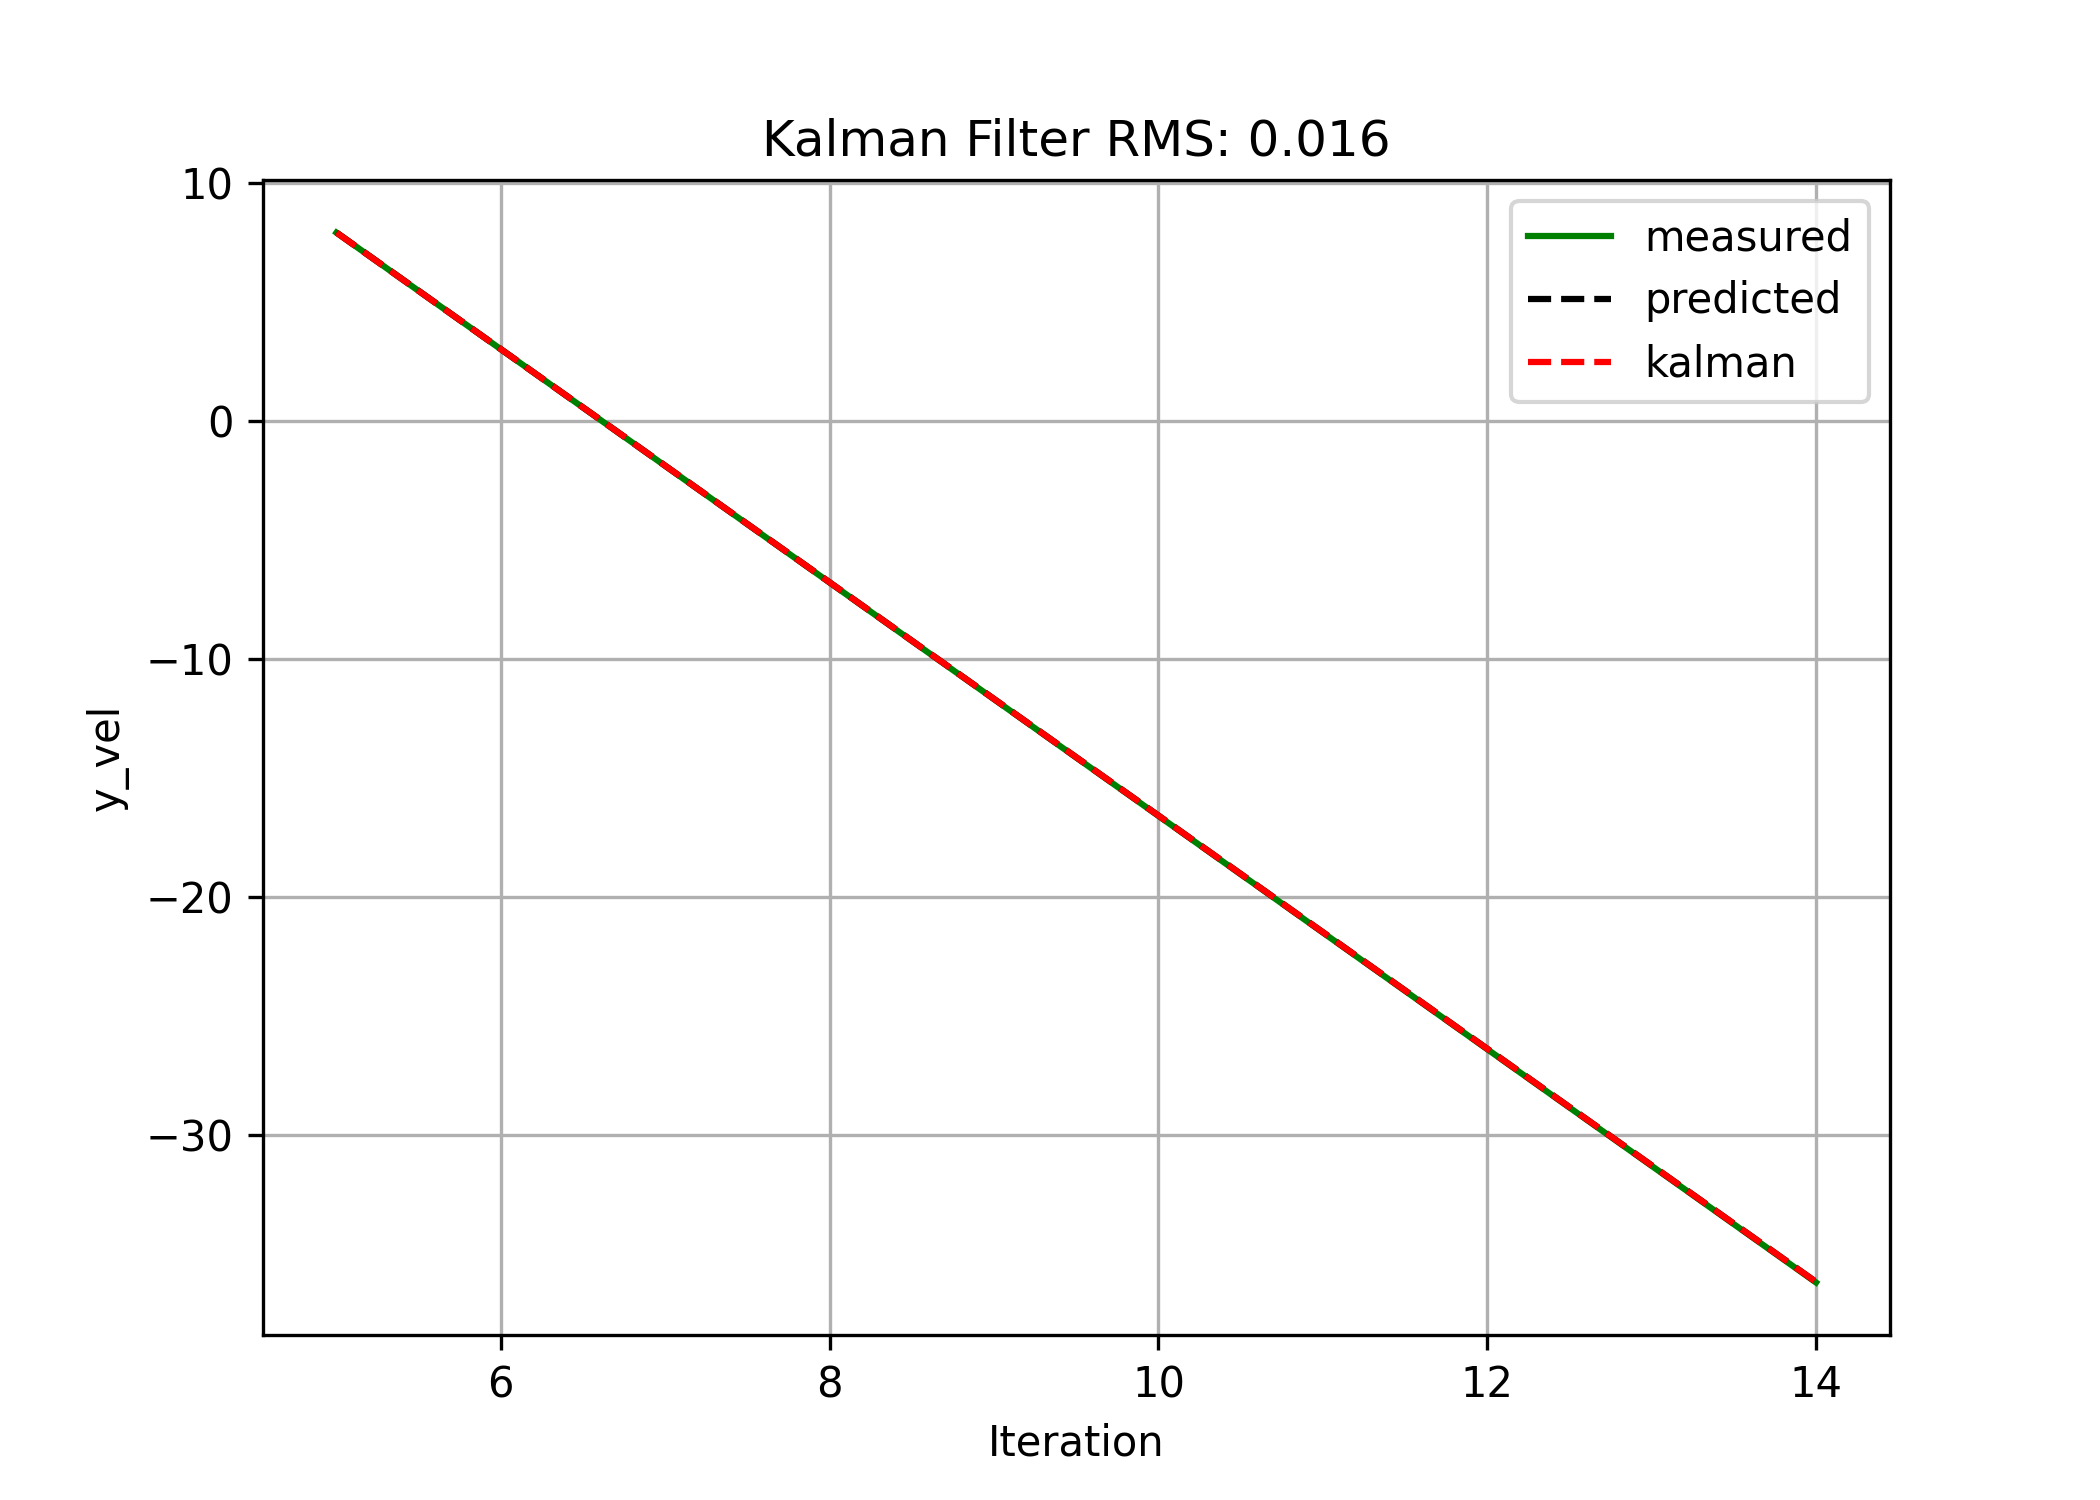 Kalman Filter RMS: 0.016
10
0
−10
−20
−30
y_vel
measured
predicted
kalman
6 8 10 12 14
Iteration